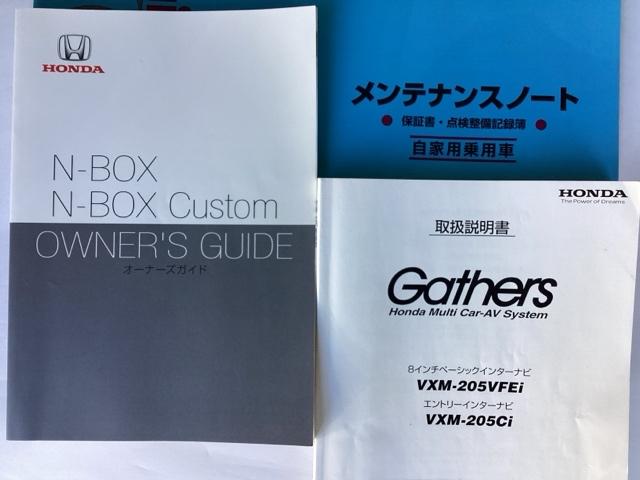 HONDA
N-BOX
N-BOX Custom
OWNER'S GUIDE
オーナーズガイド
メンテナンスノート
● 保証書・点検整備記録簿 ●
自家用乗用車
HONDA
The Power of Dreams
取扱説明書
Gathers
Honda Multi Car-AV System
8インチベーシックインターナビ
VXM-205VFEi
エントリーインターナビ
VXM-205Ci